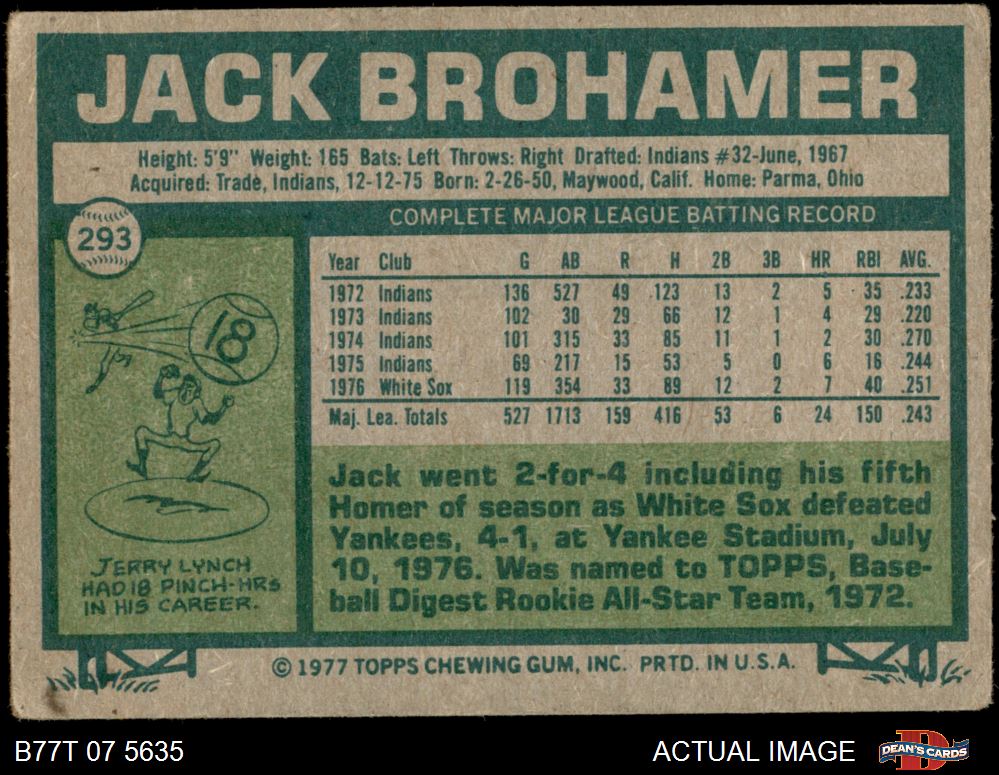 JACK BROHAMER
Height: 5'9" Weight: 165 Bats: Left Throws: Right Drafted: Indians #32-June, 1967
Acquired: Trade, Indians, 12-12-75 Born: 2-26-50, Maywood, Calif. Home: Parma, Ohio
293
COMPLETE MAJOR LEAGUE BATTING RECORD
Year Club G AB R H 2B 3B HR RBI AVG.
1972 Indians 136 527 49 123 13 2 5 35 .233
1973 Indians 102 30 29 66 12 1 4 29 .220
1974 Indians 101 315 33 85 11 1 2 30 .270
1975 Indians 69 217 15 53 5 0 6 16 .244
1976 White Sox 119 354 33 89 12 2 7 40 .251
Maj. Lea. Totals 527 1713 159 416 53 6 24 150 .243
18
JERRY LYNCH
HAD 18 PINCH-HRS
IN HIS CAREER.
Jack went 2-for-4 including his fifth
Homer of season as White Sox defeated
Yankees, 4-1, at Yankee Stadium, July
10, 1976. Was named to TOPPS, Base-
ball Digest Rookie All-Star Team, 1972.
© 1977 TOPPS CHEWING GUM, INC. PRTD. IN U.S.A.
B77T 07 5635
ACTUAL IMAGE
DEAN'S CARDS